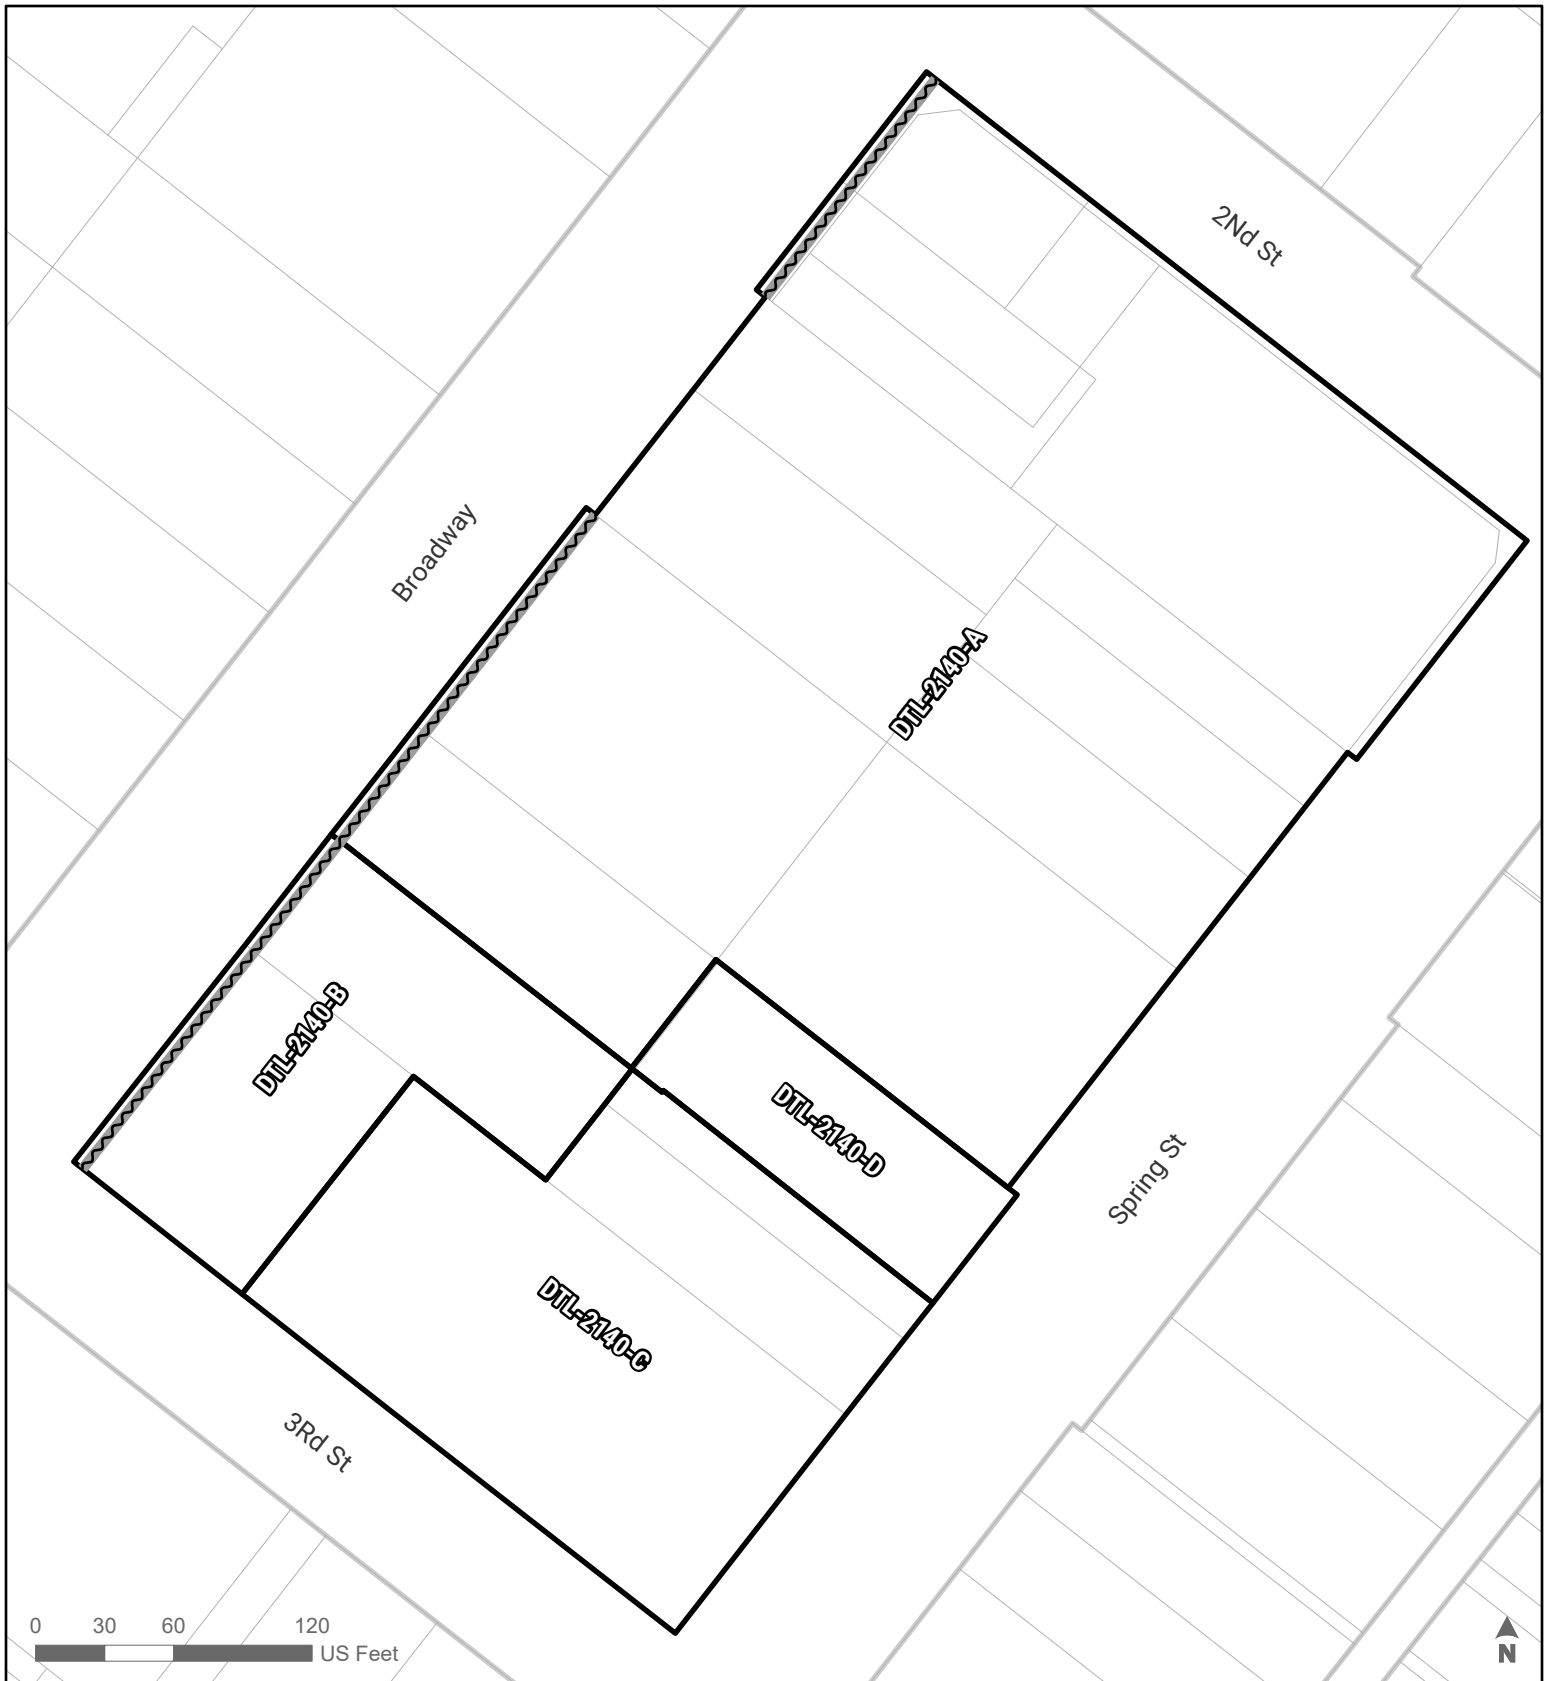 2Nd St
Broadway
DTL-2140-A
DTL-2140-B
DTL-2140-D
Spring St
DTL-2140-C
3Rd St
0 30 60 120
US Feet
N